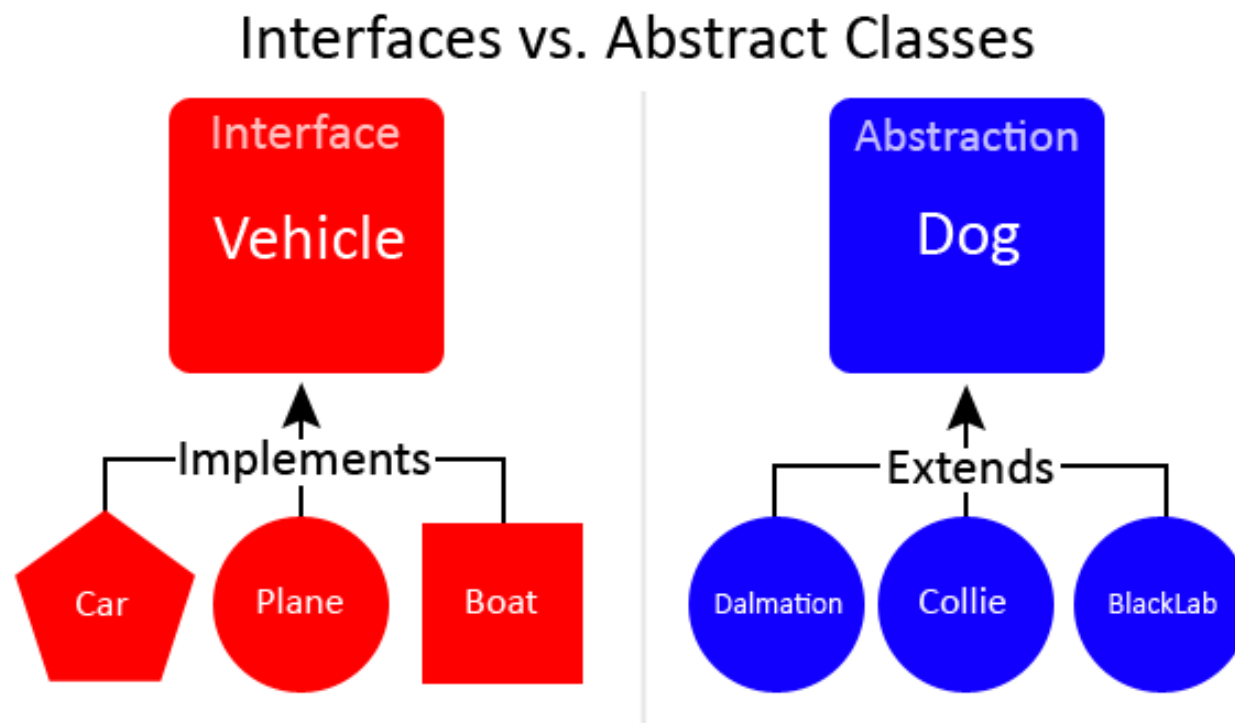 Interfaces vs. Abstract Classes
Interface
Vehicle
Implements
Car
Plane
Boat
Abstraction
Dog
Extends
Dalmation
Collie
BlackLab